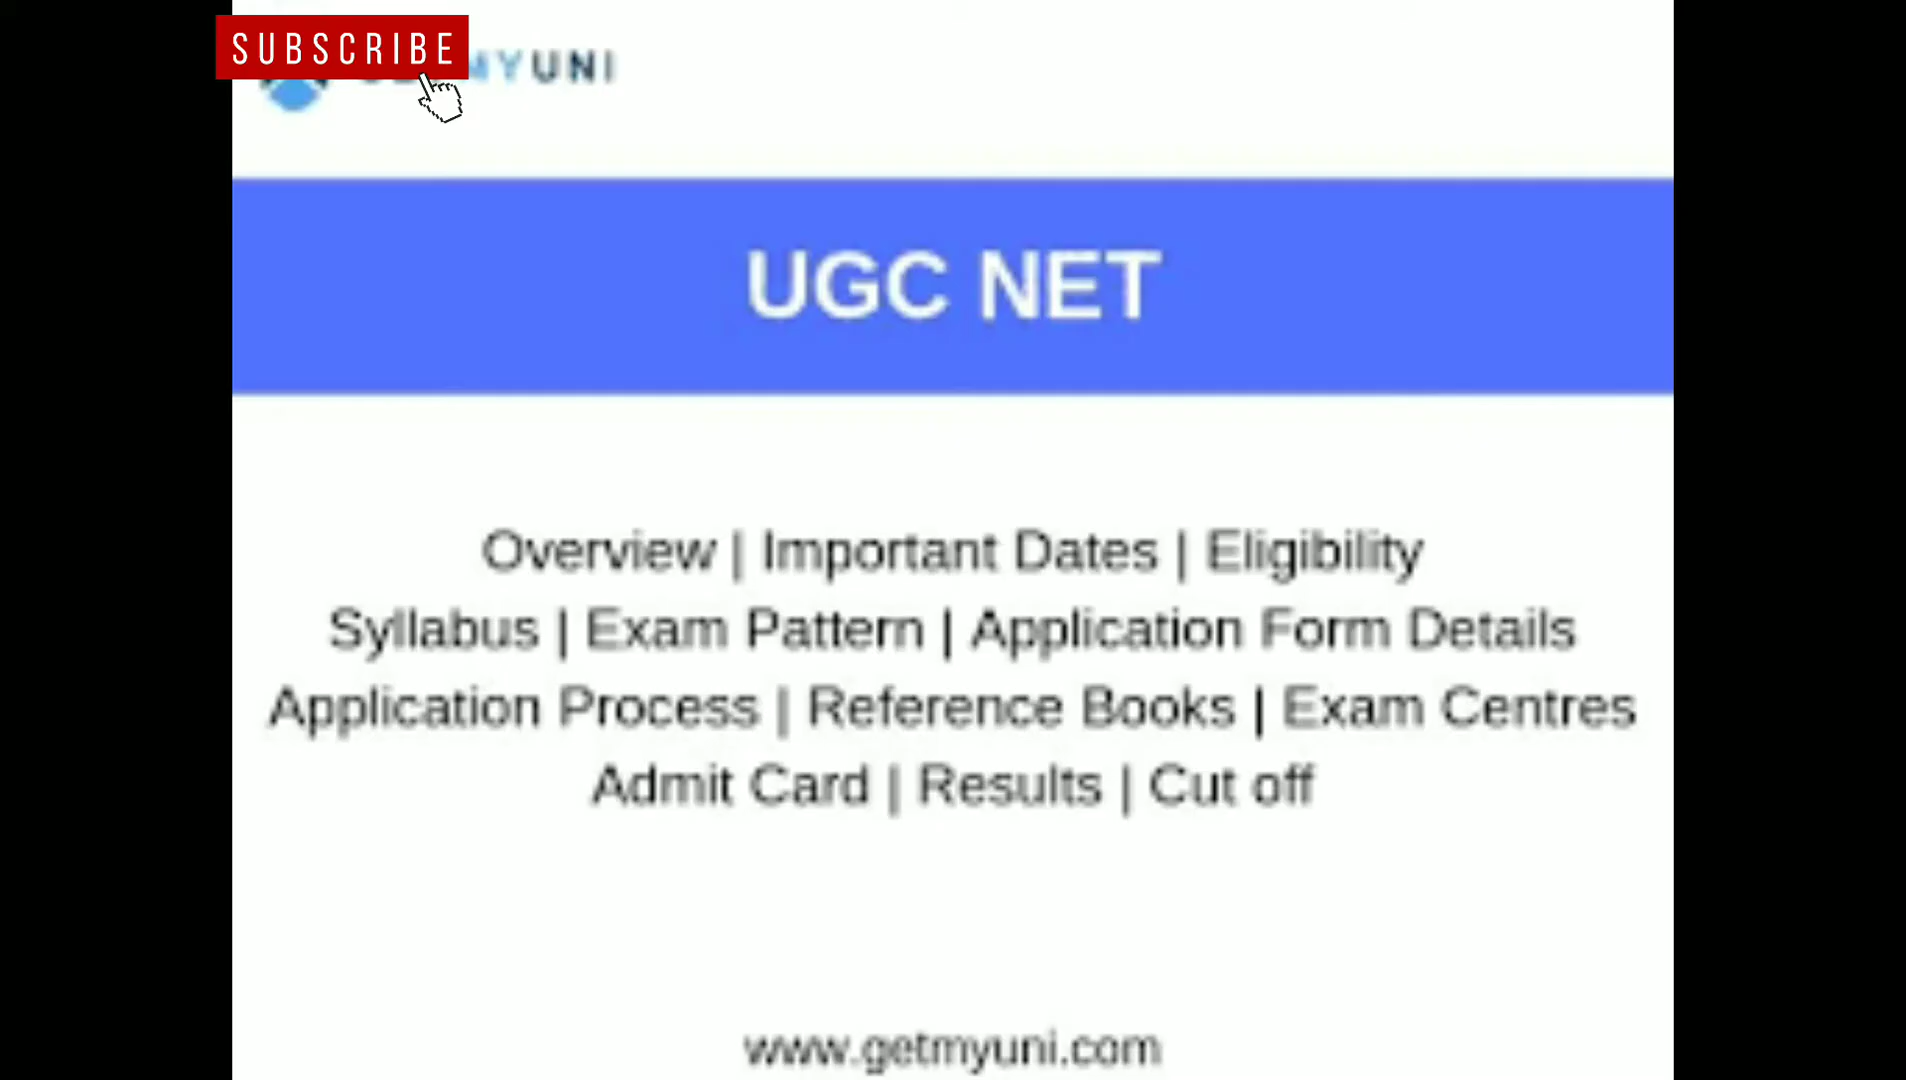 SUBSCRIBE
MYUNI
UGC NET
Overview | Important Dates | Eligibility
Syllabus | Exam Pattern | Application Form Details
Application Process | Reference Books | Exam Centres
Admit Card | Results | Cut off
www.getmyuni.com